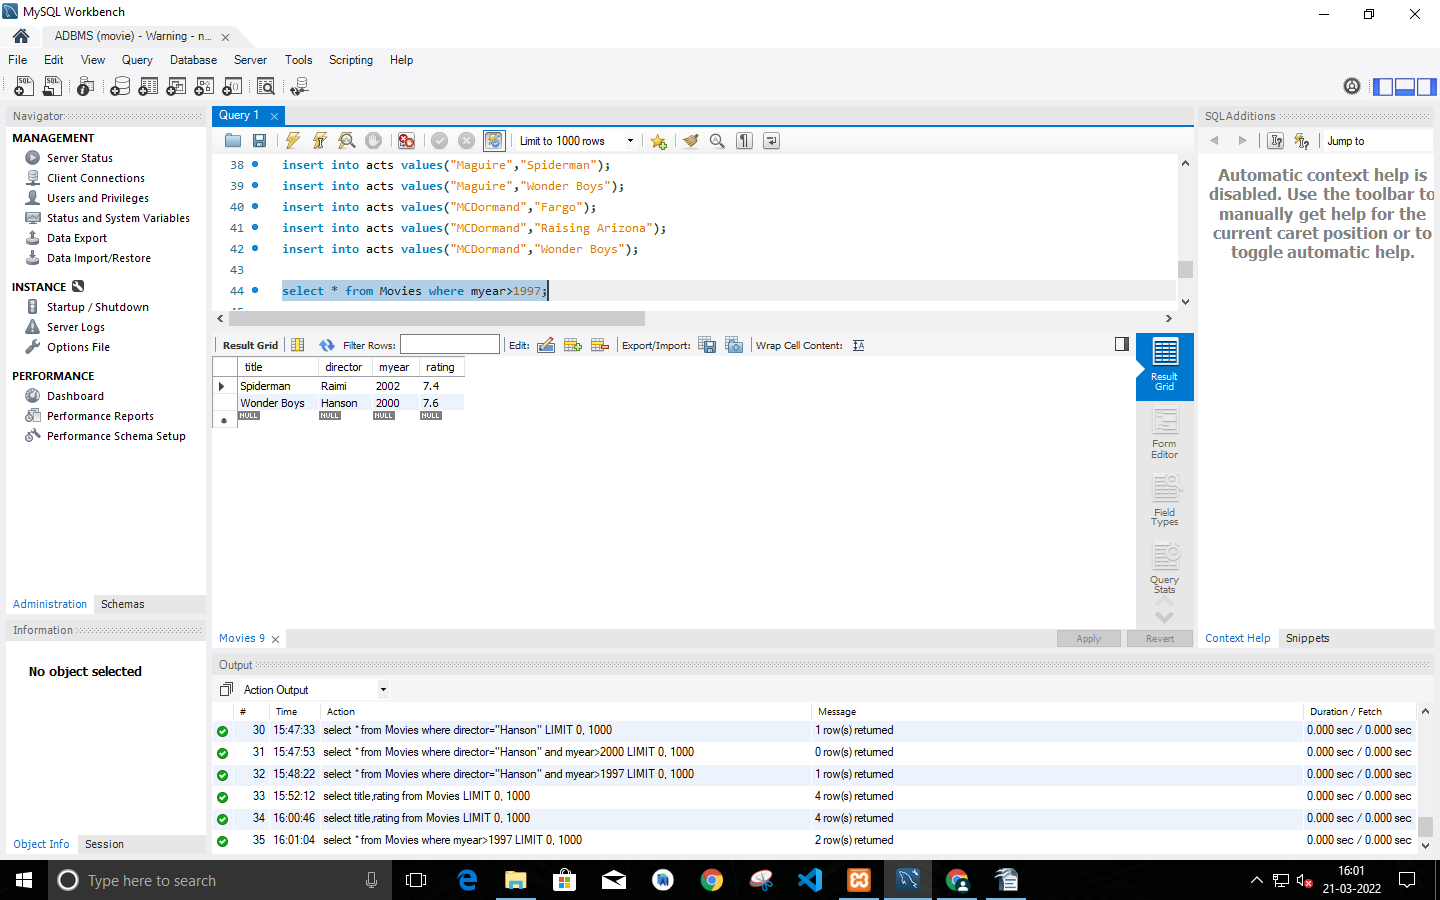 MySQL Workbench
ADBMS (movie) - Warning - n...
File Edit View Query Database Server Tools Scripting Help
Navigator
MANAGEMENT
Server Status
Client Connections
Users and Privileges
Status and System Variables
Data Export
Data Import/Restore
INSTANCE
Startup / Shutdown
Server Logs
Options File
PERFORMANCE
Dashboard
Performance Reports
Performance Schema Setup
Administration Schemas
Information
No object selected
Object Info Session
Query 1
Limit to 1000 rows
38 insert into acts values("Maguire","Spiderman");
39 insert into acts values("Maguire","Wonder Boys");
40 insert into acts values("MCDormand","Fargo");
41 insert into acts values("MCDormand","Raising Arizona");
42 insert into acts values("MCDormand","Wonder Boys");
43
44 select * from Movies where myear>1997;
Result Grid Filter Rows: Edit: Export/Import: Wrap Cell Content:
title director myear rating
Spiderman Raimi 2002 7.4
Wonder Boys Hanson 2000 7.6
NULL NULL NULL NULL
Result
Grid
Form
Editor
Field
Types
Query
Stats
Movies 9
Apply Revert
SQLAdditions
Jump to
Automatic context help is
disabled. Use the toolbar to
manually get help for the
current caret position or to
toggle automatic help.
Context Help Snippets
Output
Action Output
# Time Action Message Duration / Fetch
30 15:47:33 select * from Movies where director="Hanson" LIMIT 0, 1000 1 row(s) returned 0.000 sec / 0.000 sec
31 15:47:53 select * from Movies where director="Hanson" and myear>2000 LIMIT 0, 1000 0 row(s) returned 0.000 sec / 0.000 sec
32 15:48:22 select * from Movies where director="Hanson" and myear>1997 LIMIT 0, 1000 1 row(s) returned 0.000 sec / 0.000 sec
33 15:52:12 select title,rating from Movies LIMIT 0, 1000 4 row(s) returned 0.000 sec / 0.000 sec
34 16:00:46 select title,rating from Movies LIMIT 0, 1000 4 row(s) returned 0.000 sec / 0.000 sec
35 16:01:04 select * from Movies where myear>1997 LIMIT 0, 1000 2 row(s) returned 0.000 sec / 0.000 sec
Type here to search
16:01
21-03-2022